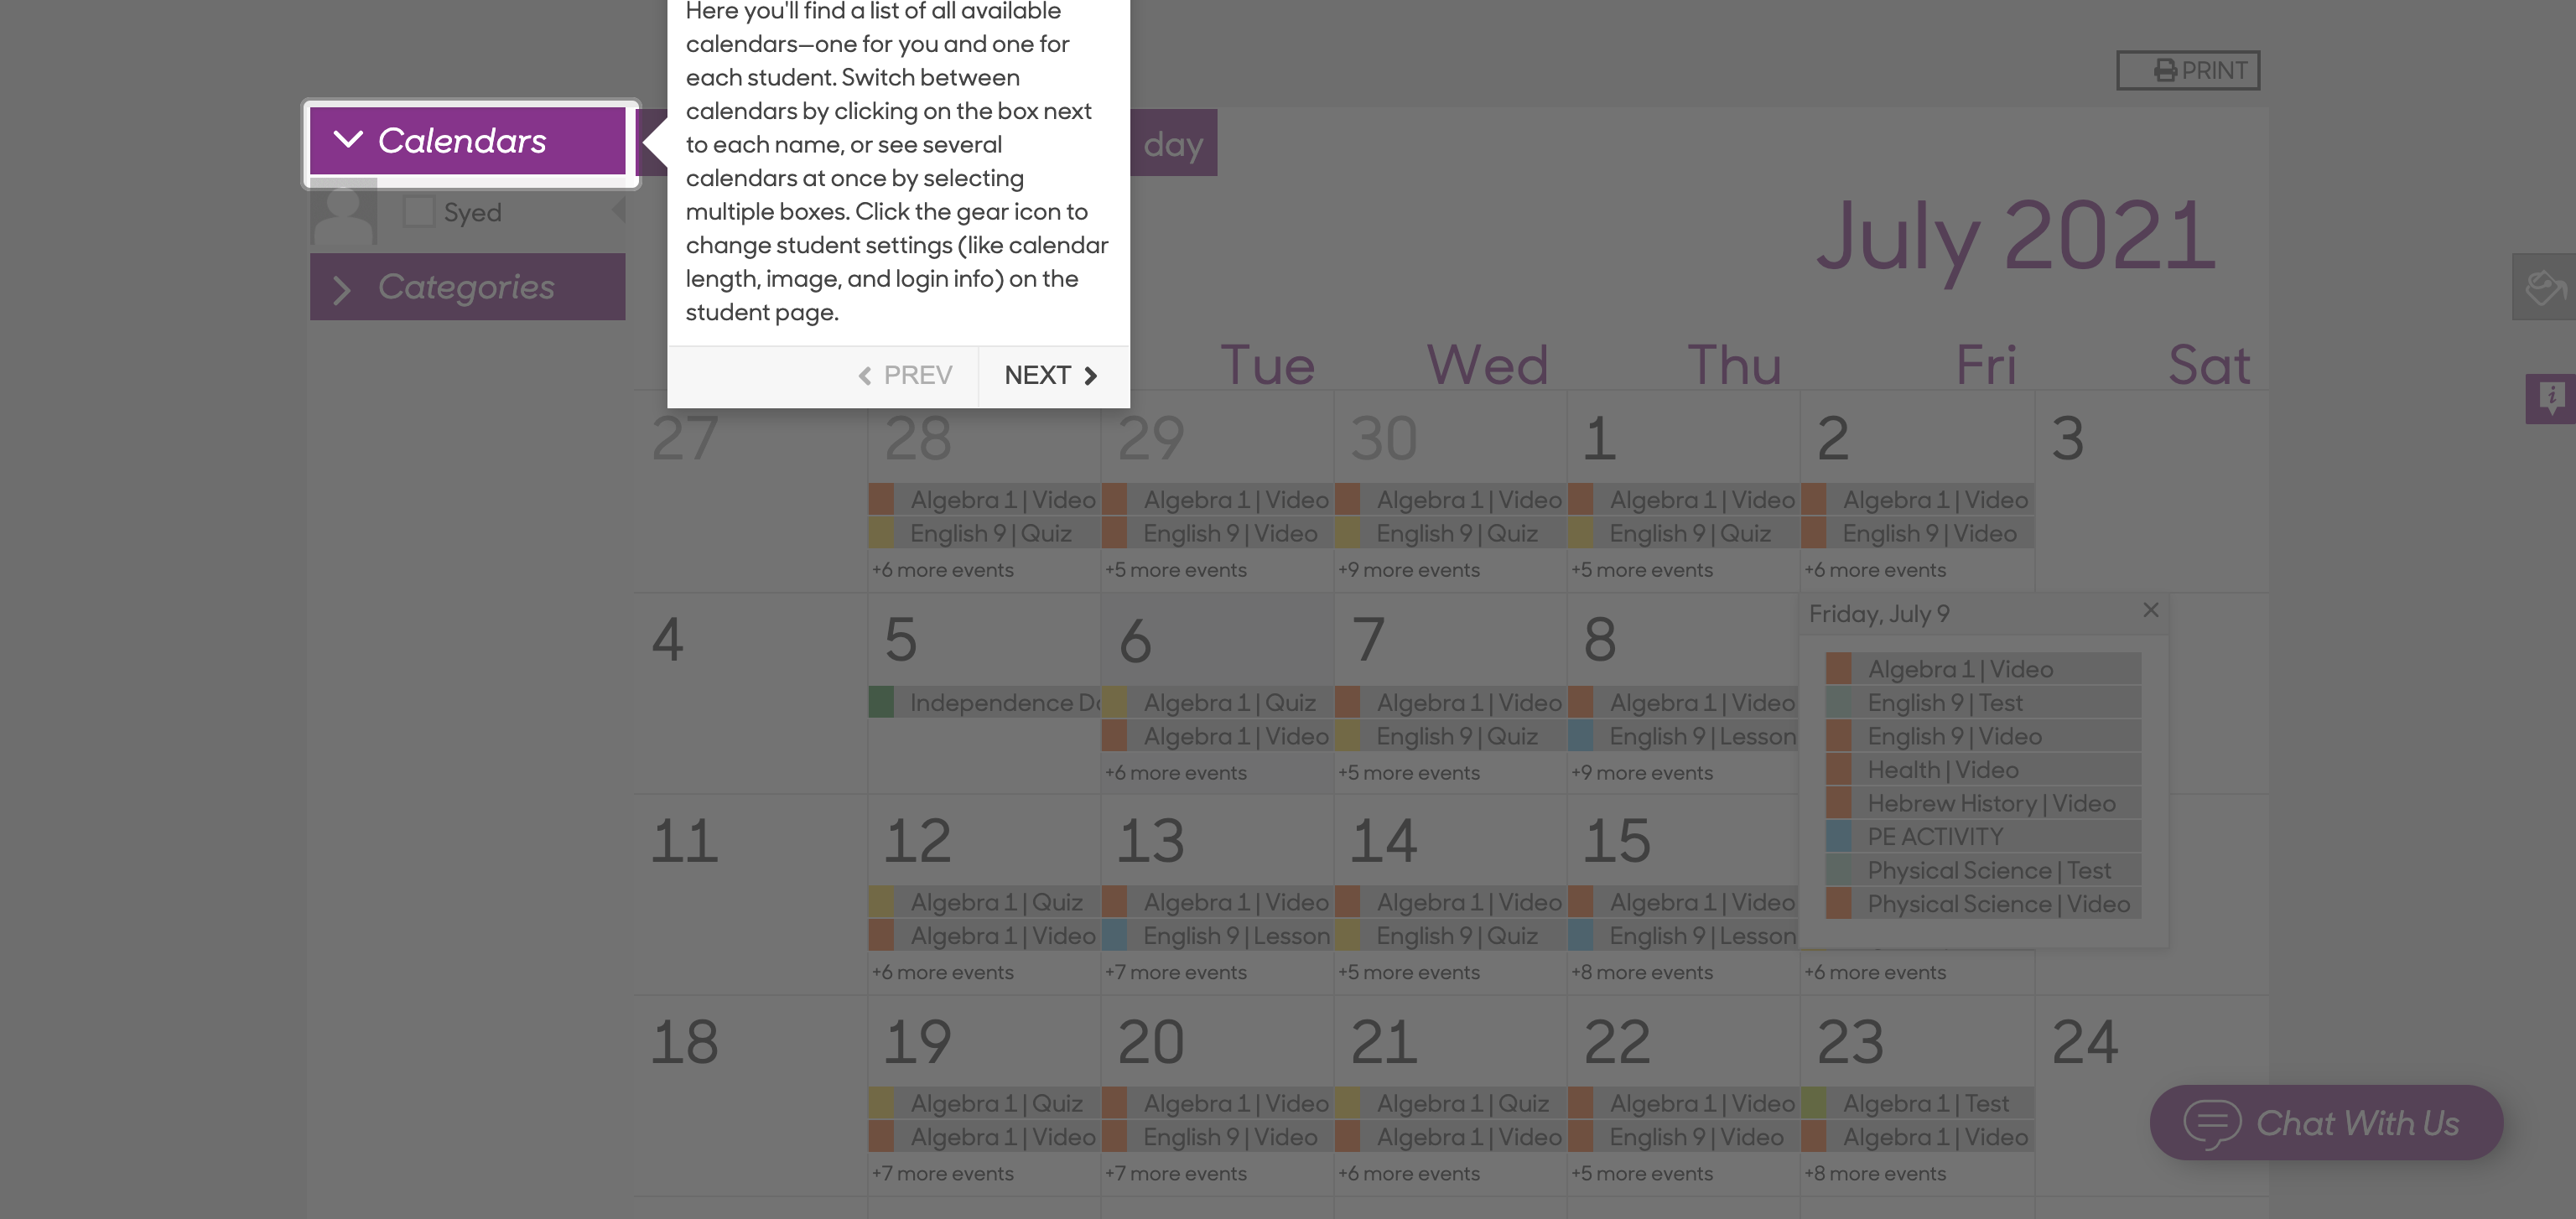 Here you'll find a list of all available
calendars—one for you and one for
each student. Switch between
calendars by clicking on the box next
to each name, or see several
calendars at once by selecting
multiple boxes. Click the gear icon to
change student settings (like calendar
length, image, and login info) on the
student page.
PREV NEXT
PRINT
Calendars
day
Syed
Categories
July 2021
Tue Wed Thu Fri Sat
27 28 29 30 1 2 3
Algebra 1 | Video Algebra 1 | Video Algebra 1 | Video Algebra 1 | Video Algebra 1 | Video
English 9 | Quiz English 9 | Video English 9 | Quiz English 9 | Quiz English 9 | Video
+6 more events +5 more events +9 more events +5 more events +6 more events
4 5 6 7 8
Independence Da Algebra 1 | Quiz Algebra 1 | Video Algebra 1 | Video
Algebra 1 | Video English 9 | Quiz English 9 | Lesson
+6 more events +5 more events +9 more events
Friday, July 9
Algebra 1 | Video
English 9 | Test
English 9 | Video
Health | Video
Hebrew History | Video
PE ACTIVITY
Physical Science | Test
Physical Science | Video
11 12 13 14 15
Algebra 1 | Quiz Algebra 1 | Video Algebra 1 | Video Algebra 1 | Video
Algebra 1 | Video English 9 | Lesson English 9 | Quiz English 9 | Lesson
+6 more events +7 more events +5 more events +8 more events +6 more events
18 19 20 21 22 23 24
Algebra 1 | Quiz Algebra 1 | Video Algebra 1 | Quiz Algebra 1 | Video Algebra 1 | Test
Algebra 1 | Video English 9 | Video Algebra 1 | Video English 9 | Video Algebra 1 | Video
+7 more events +7 more events +6 more events +5 more events +8 more events
Chat With Us